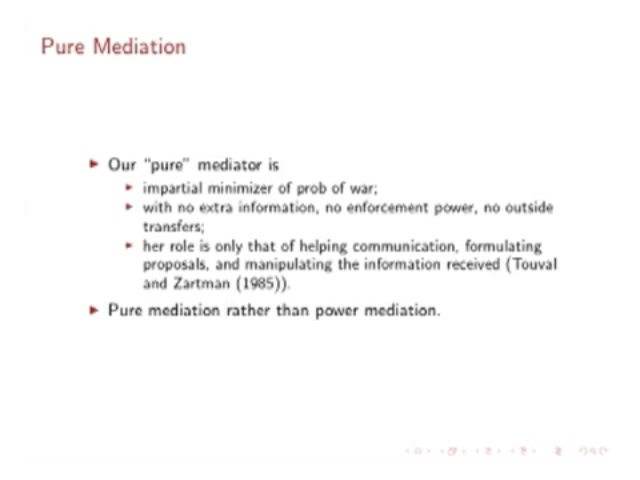 Pure Mediation
Our "pure" mediator is
impartial minimizer of prob of war;
with no extra information, no enforcement power, no outside
transfers;
her role is only that of helping communication, formulating
proposals, and manipulating the information received (Touval
and Zartman (1985)).
Pure mediation rather than power mediation.